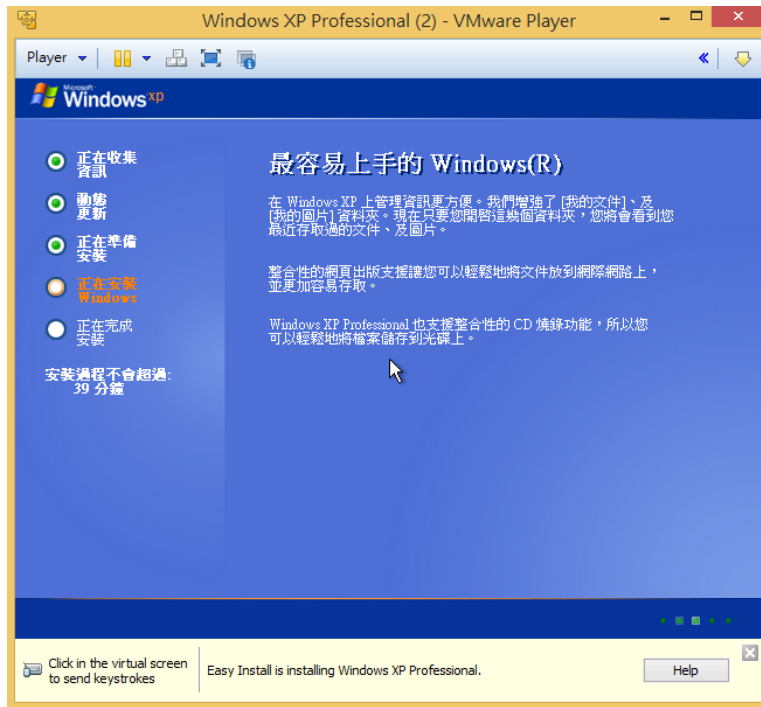 Windows XP Professional (2) - VMware Player
Player
Microsoft
Windows xp
正在收集
資訊
動態
更新
正在準備
安裝
正在安裝
Windows
正在完成
安裝
安裝過程不會超過:
39 分鐘
最容易上手的 Windows(R)
在 Windows XP 上管理資訊更方便。我們增強了 [我的文件]、及
[我的圖片] 資料夾。現在只要您開啓這幾個資料夾，您將會看到您
最近存取過的文件、及圖片。
整合性的網頁出版支援讓您可以輕鬆地將文件放到網際網路上，
並更加容易存取。
Windows XP Professional 也支援整合性的 CD 燒錄功能，所以您
可以輕鬆地將檔案儲存到光碟上。
Click in the virtual screen
to send keystrokes
Easy Install is installing Windows XP Professional.
Help